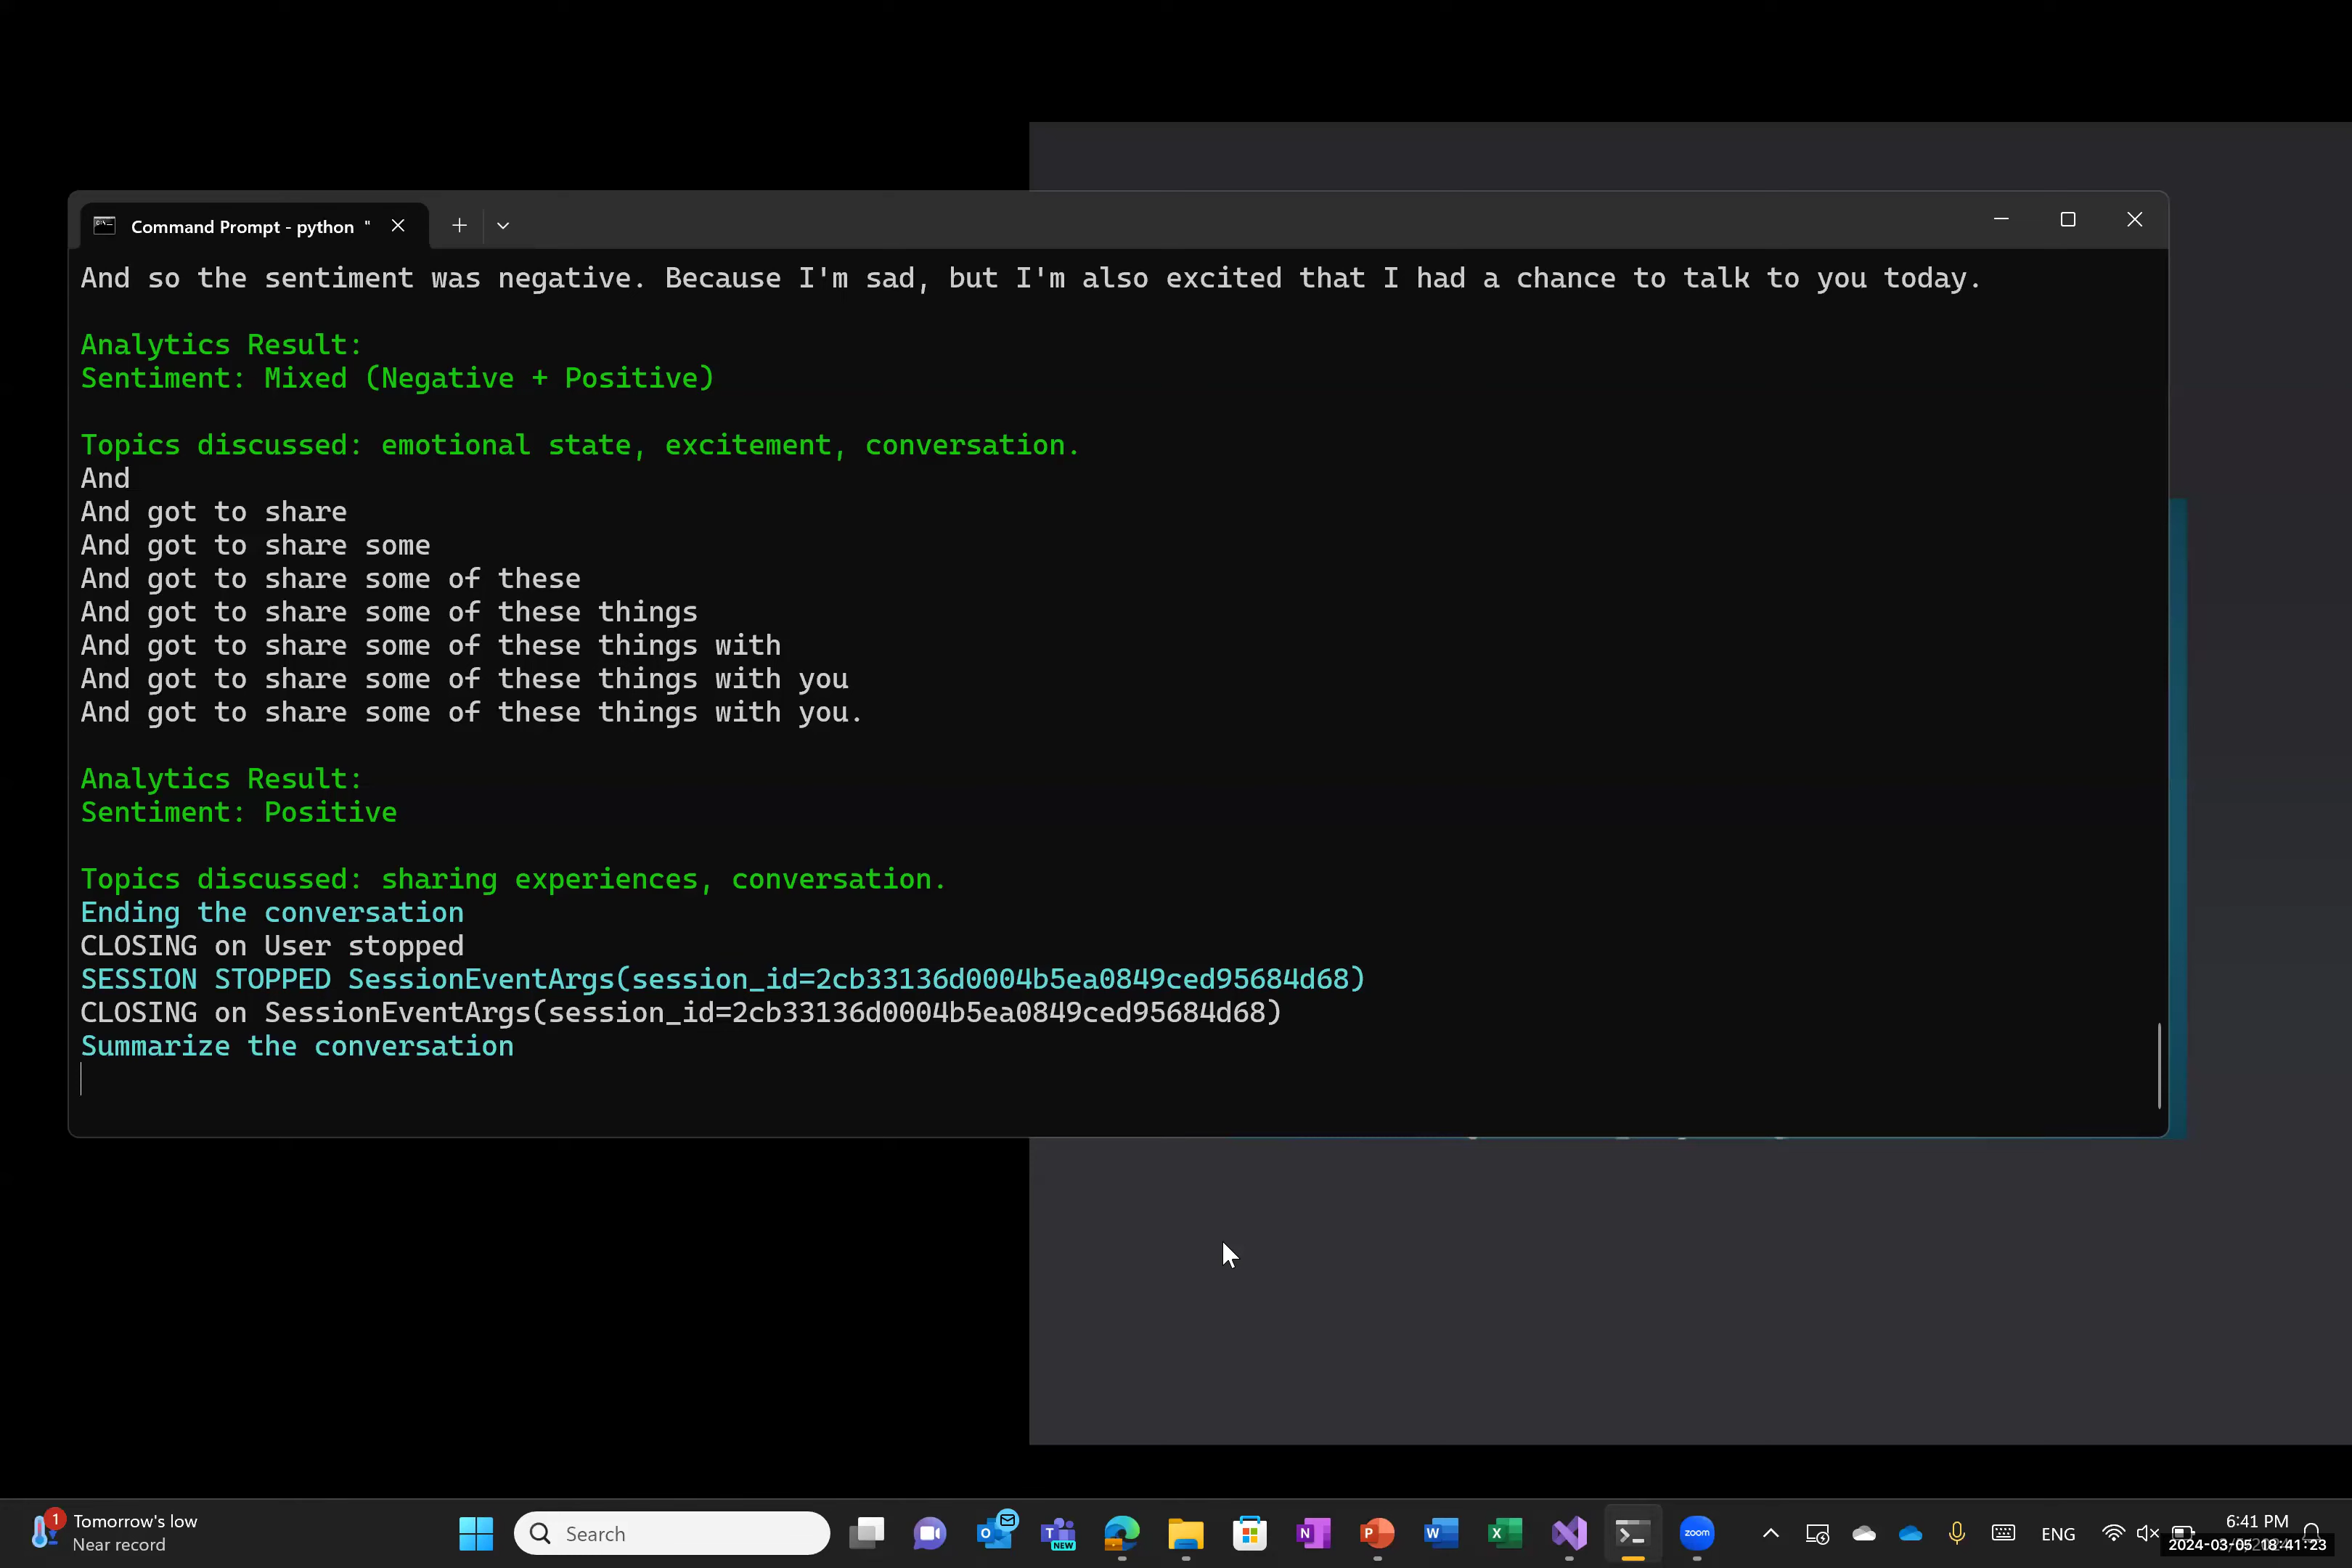 Command Prompt - python "
And so the sentiment was negative. Because I'm sad, but I'm also excited that I had a chance to talk to you today.
Analytics Result:
Sentiment: Mixed (Negative + Positive)
Topics discussed: emotional state, excitement, conversation.
And
And got to share
And got to share some
And got to share some of these
And got to share some of these things
And got to share some of these things with
And got to share some of these things with you
And got to share some of these things with you.
Analytics Result:
Sentiment: Positive
Topics discussed: sharing experiences, conversation.
Ending the conversation
CLOSING on User stopped
SESSION STOPPED SessionEventArgs(session_id=2cb33136d0004b5ea0849ced95684d68)
CLOSING on SessionEventArgs(session_id=2cb33136d0004b5ea0849ced95684d68)
Summarize the conversation
1
Tomorrow's low
Near record
Search
NEW
zoom
ENG
6:41 PM
2024-03-05 18:41:23